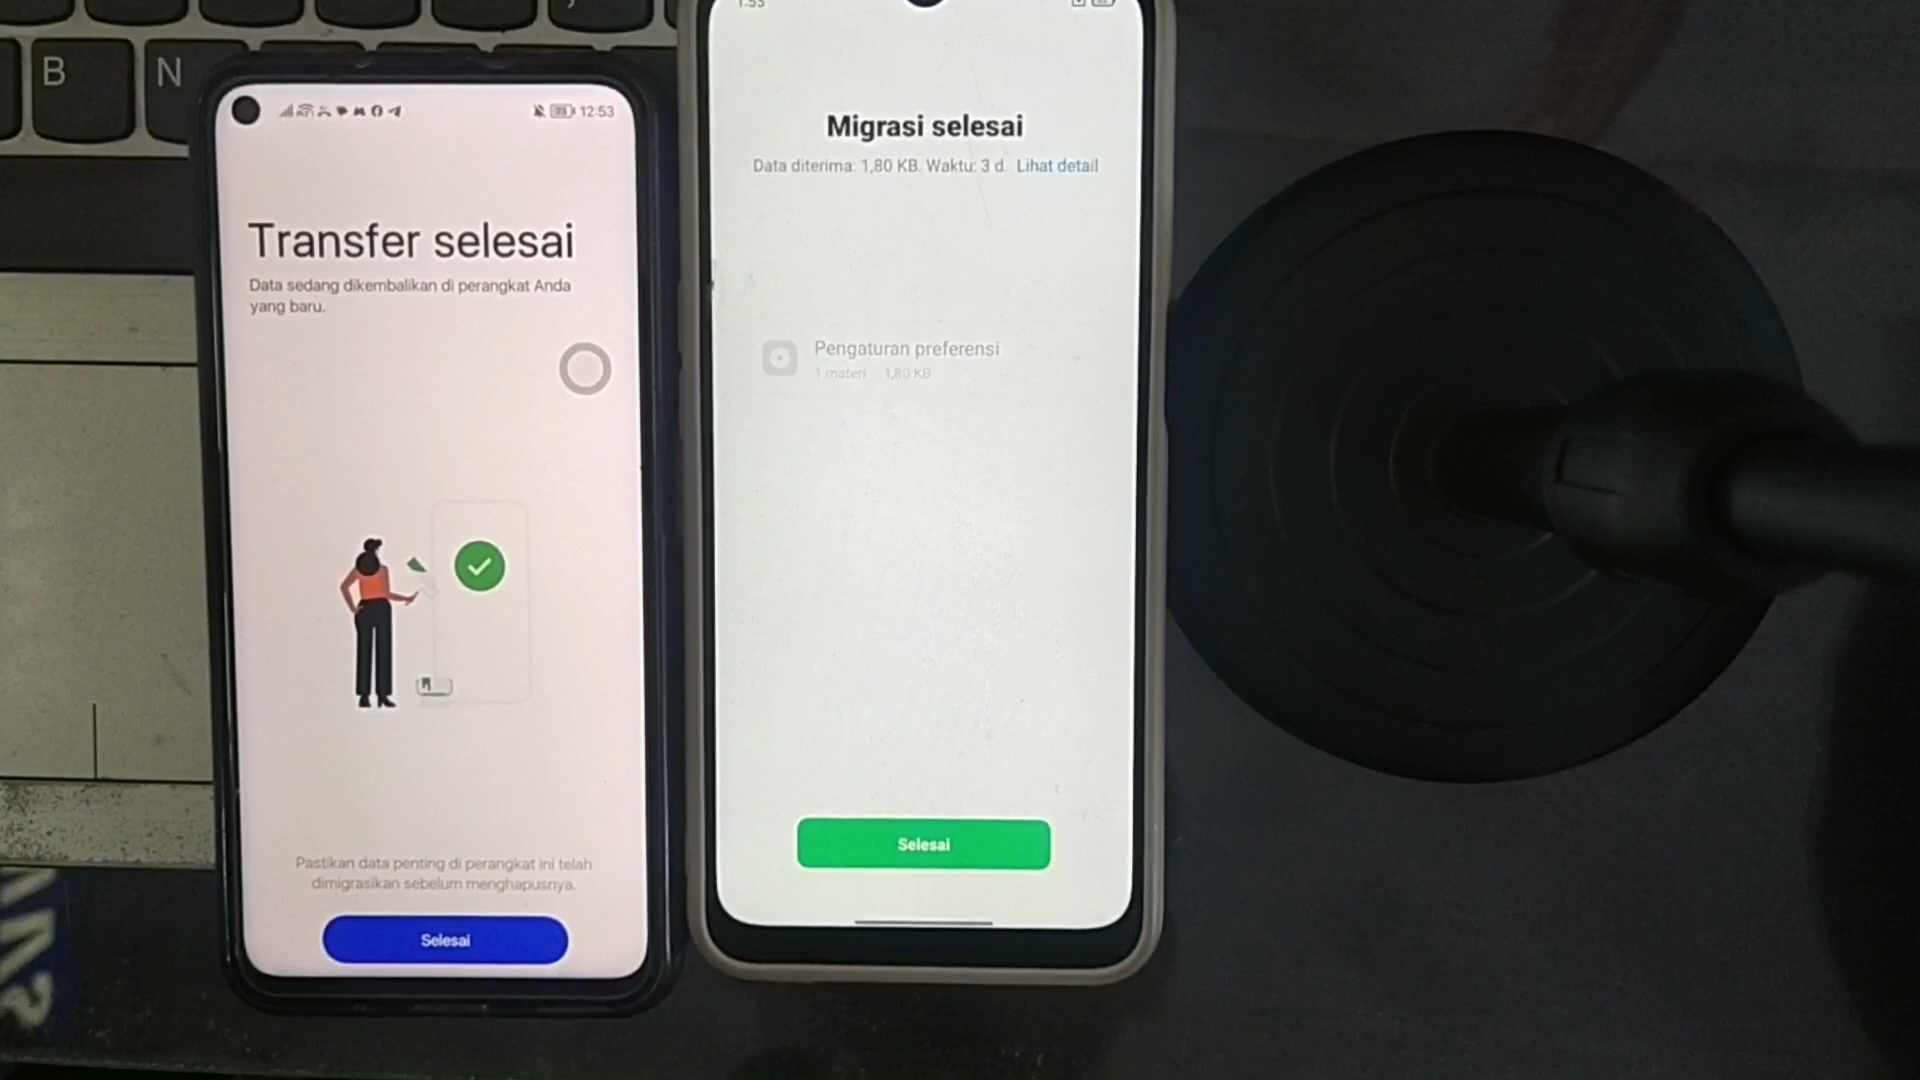 B
N
12:53
Transfer selesai
Data sedang dikembalikan di perangkat Anda
yang baru.
Pastikan data penting di perangkat ini telah
dimigrasikan sebelum menghapusnya.
Selesai
1:53
Migrasi selesai
Data diterima: 1,80 KB. Waktu: 3 d. Lihat detail
Pengaturan preferensi
1 materi 1,80 KB
Selesai